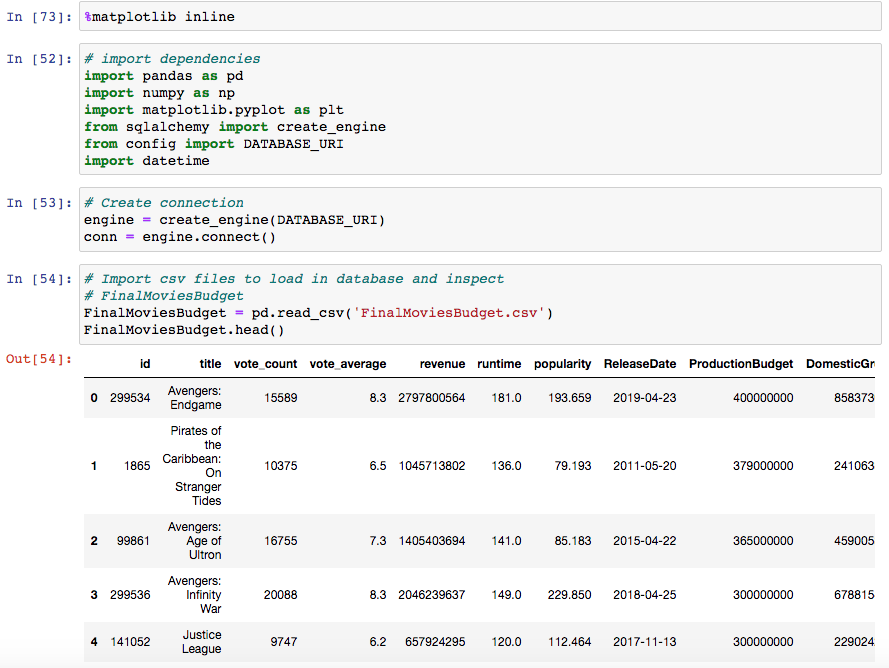 In [73]: %matplotlib inline
In [52]: # import dependencies
import pandas as pd
import numpy as np
import matplotlib.pyplot as plt
from sqlalchemy import create_engine
from config import DATABASE_URI
import datetime
In [53]: # Create connection
engine = create_engine(DATABASE_URI)
conn = engine.connect()
In [54]: # Import csv files to load in database and inspect
# FinalMoviesBudget
FinalMoviesBudget = pd.read_csv('FinalMoviesBudget.csv')
FinalMoviesBudget.head()
Out[54]:
id title vote_count vote_average revenue runtime popularity ReleaseDate ProductionBudget DomesticGr
0 299534 Avengers: Endgame 15589 8.3 2797800564 181.0 193.659 2019-04-23 400000000 858373
1 1865 Pirates of the Caribbean: On Stranger Tides 10375 6.5 1045713802 136.0 79.193 2011-05-20 379000000 241063
2 99861 Avengers: Age of Ultron 16755 7.3 1405403694 141.0 85.183 2015-04-22 365000000 459005
3 299536 Avengers: Infinity War 20088 8.3 2046239637 149.0 229.850 2018-04-25 300000000 678815
4 141052 Justice League 9747 6.2 657924295 120.0 112.464 2017-11-13 300000000 229024